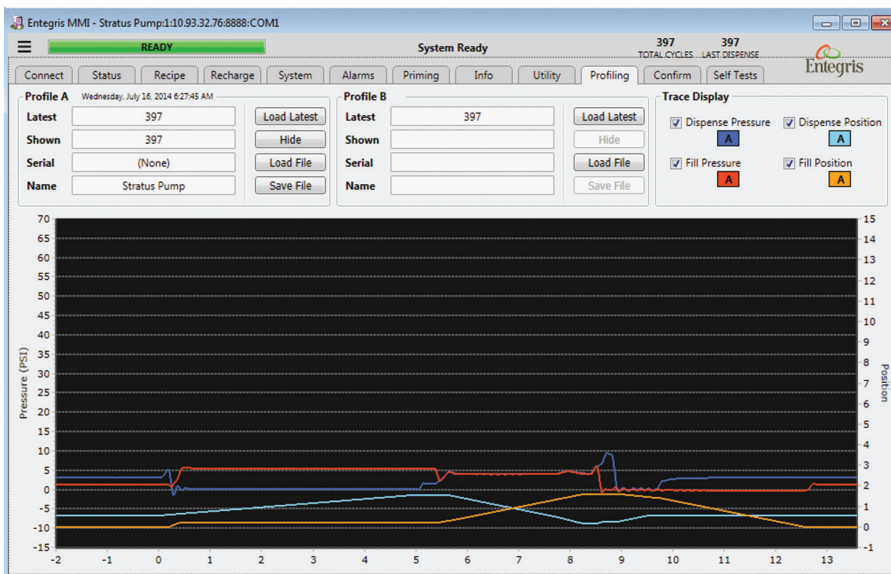 Entegris MMI - Stratus Pump:1:10.93.32.76:8888:COM1
READY System Ready 397 397
TOTAL CYCLES LAST DISPENSE
Entegris
Connect Status Recipe Recharge System Alarms Priming Info Utility Profiling Confirm Self Tests
Profile A Wednesday, July 16, 2014 6:27:45 AM Profile B Trace Display
Latest 397 Load Latest Latest 397 Load Latest Dispense Pressure Dispense Position
A A
Shown 397 Hide Shown Hide
Serial (None) Load File Serial Load File Fill Pressure Fill Position
A A
Name Stratus Pump Save File Name Save File
70 15
65 14
60 13
55 12
50 11
45 10
40 9
35 8
30 7
25 6
20 5
15 4
10 3
5 2
0 1
-5 0
-10 -1
-15
Pressure (PSI)
Position
-2 -1 0 1 2 3 4 5 6 7 8 9 10 11 12 13